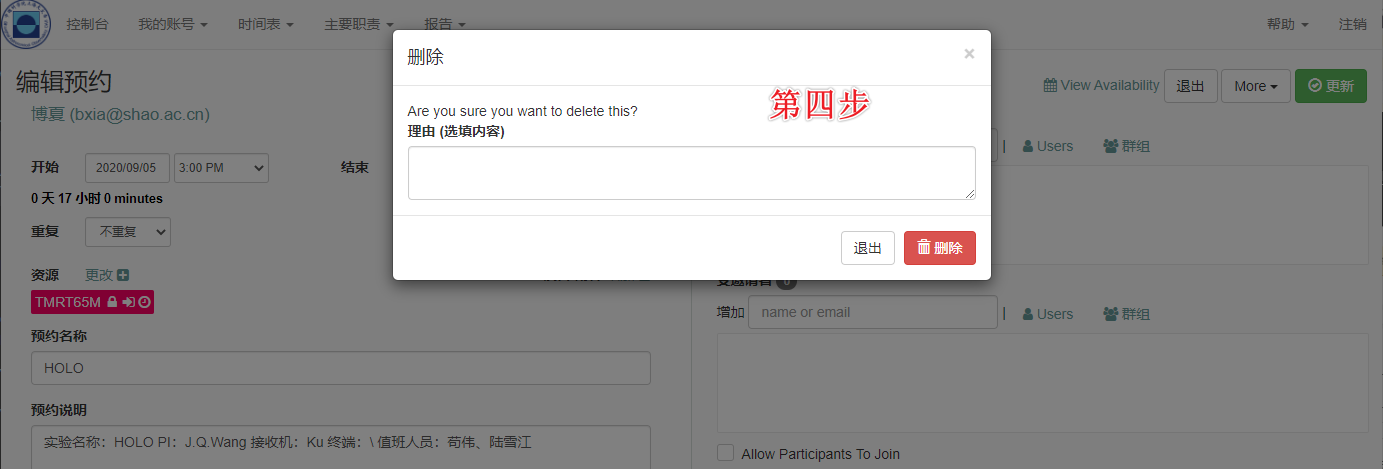 控制台 我的账号 时间表 主要职责 报告 帮助 注销
删除 ×
编辑预约
View Availability 退出 More 更新
第四步
博夏 (bxia@shao.ac.cn)
Are you sure you want to delete this?
理由 (选填内容)
开始 2020/09/05 3:00 PM 结束
| Users 群组
0 天 17 小时 0 minutes
重复 不重复
退出 删除
资源 更改
受邀请者 0
TMRT65M
增加 name or email | Users 群组
预约名称
HOLO
预约说明
实验名称：HOLO PI：J.Q.Wang 接收机：Ku 终端：\ 值班人员：苟伟、陆雪江
Allow Participants To Join